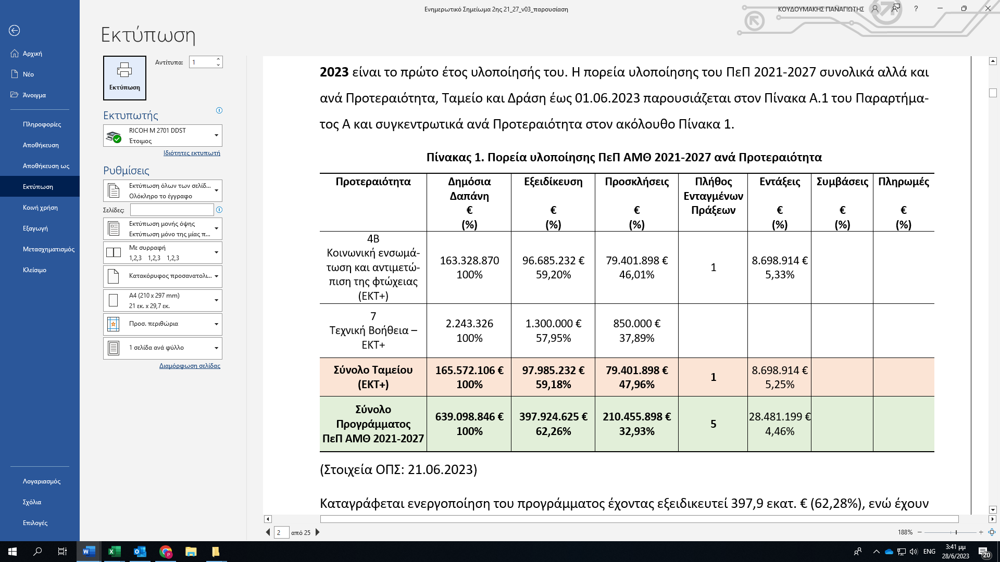 Ενημερωτικό Σημείωμα 2ης 21_27_v03_παρουσίαση
ΚΟΥΔΟΥΜΑΚΗΣ ΠΑΝΑΓΙΩΤΗΣ
?
Αρχική
Νέο
Άνοιγμα
Πληροφορίες
Αποθήκευση
Αποθήκευση ως
Εκτύπωση
Κοινή χρήση
Εξαγωγή
Μετασχηματισμός
Κλείσιμο
Λογαριασμός
Σχόλια
Επιλογές
Εκτύπωση
Εκτύπωση
Αντίτυπα: 1
Εκτυπωτής
RICOH M 2701 DDST
Έτοιμος
Ιδιότητες εκτυπωτή
Ρυθμίσεις
Εκτύπωση όλων των σελίδ...
Ολόκληρο το έγγραφο
Σελίδες:
Εκτύπωση μονής όψης
Εκτύπωση μόνο της μίας π...
Με συρραφή
1,2,3 1,2,3 1,2,3
Κατακόρυφος προσανατολι...
A4 (210 x 297 mm)
21 εκ. x 29,7 εκ.
Προσ. περιθώρια
1 σελίδα ανά φύλλο
Διαμόρφωση σελίδας
2023 είναι το πρώτο έτος υλοποίησής του. Η πορεία υλοποίησης του ΠεΠ 2021-2027 συνολικά αλλά και
ανά Προτεραιότητα, Ταμείο και Δράση έως 01.06.2023 παρουσιάζεται στον Πίνακα Α.1 του Παραρτήμα-
τος Α και συγκεντρωτικά ανά Προτεραιότητα στον ακόλουθο Πίνακα 1.
Πίνακας 1. Πορεία υλοποίησης ΠεΠ ΑΜΘ 2021-2027 ανά Προτεραιότητα
Προτεραιότητα Δημόσια Εξειδίκευση Προσκλήσεις Πλήθος Εντάξεις Συμβάσεις Πληρωμές
Δαπάνη Ενταγμένων
€ € € Πράξεων € € €
(%) (%) (%) (%) (%) (%)
4Β
Κοινωνική ενσωμά-
τωση και αντιμετώ-
πιση της φτώχειας
(ΕΚΤ+)
163.328.870 96.685.232 € 79.401.898 € 1 8.698.914 €
100% 59,20% 46,01% 5,33%
7
Τεχνική Βοήθεια –
ΕΚΤ+
2.243.326 1.300.000 € 850.000 €
100% 57,95% 37,89%
Σύνολο Ταμείου
(ΕΚΤ+)
165.572.106 € 97.985.232 € 79.401.898 € 1 8.698.914 €
100% 59,18% 47,96% 5,25%
Σύνολο
Προγράμματος
ΠεΠ ΑΜΘ 2021-2027
639.098.846 € 397.924.625 € 210.455.898 € 5 28.481.199 €
100% 62,26% 32,93% 4,46%
(Στοιχεία ΟΠΣ: 21.06.2023)
Καταγράφεται ενεργοποίηση του προγράμματος έχοντας εξειδικευτεί 397,9 εκατ. € (62,28%), ενώ έχουν
2 από 25
188%
ENG
3:41 μμ
28/6/2023
20